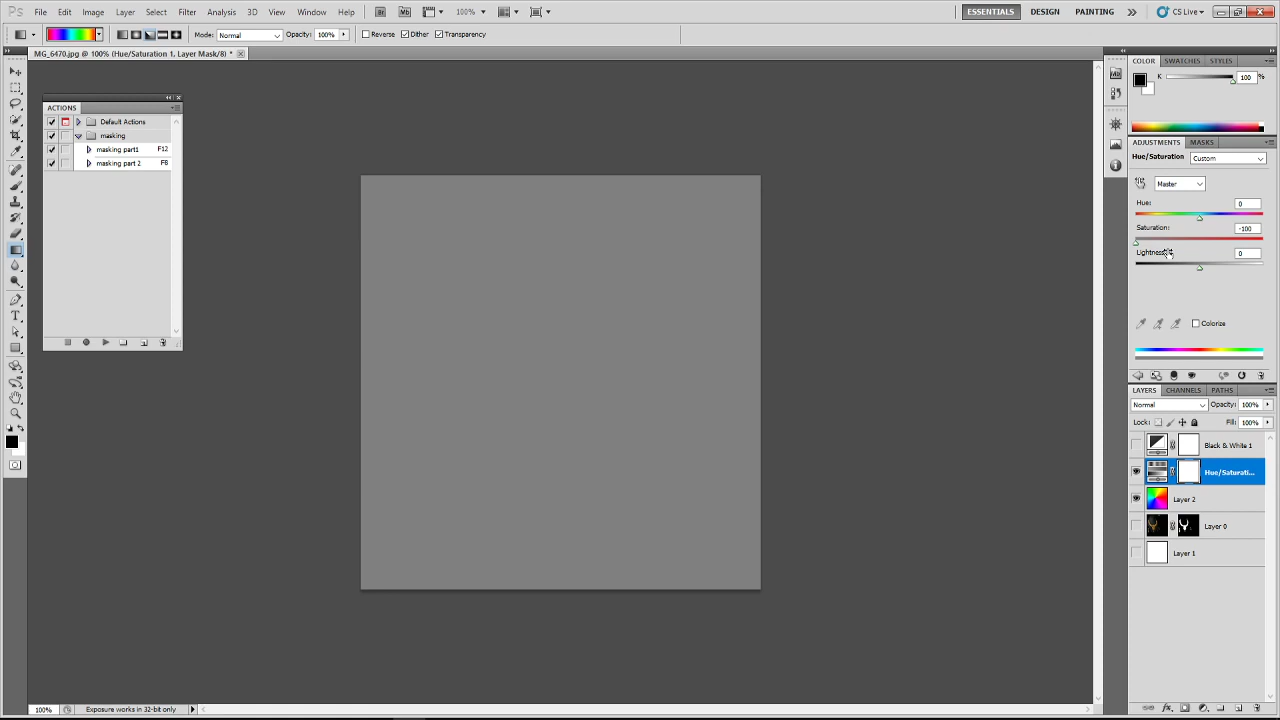 Ps File Edit Image Layer Select Filter Analysis 3D View Window Help Br Mb 100% ESSENTIALS DESIGN PAINTING CS Live
Mode: Normal Opacity: 100% Reverse Dither Transparency
MG_6470.jpg @ 100% (Hue/Saturation 1, Layer Mask/8) *
ACTIONS
Default Actions
masking
masking part1 F12
masking part 2 F8
COLOR SWATCHES STYLES
K 100 %
ADJUSTMENTS MASKS
Hue/Saturation Custom
Master
Hue: 0
Saturation: -100
Lightness: 0
Colorize
LAYERS CHANNELS PATHS
Normal Opacity: 100%
Lock: Fill: 100%
Black & White 1
Hue/Saturati...
Layer 2
Layer 0
Layer 1
100% Exposure works in 32-bit only